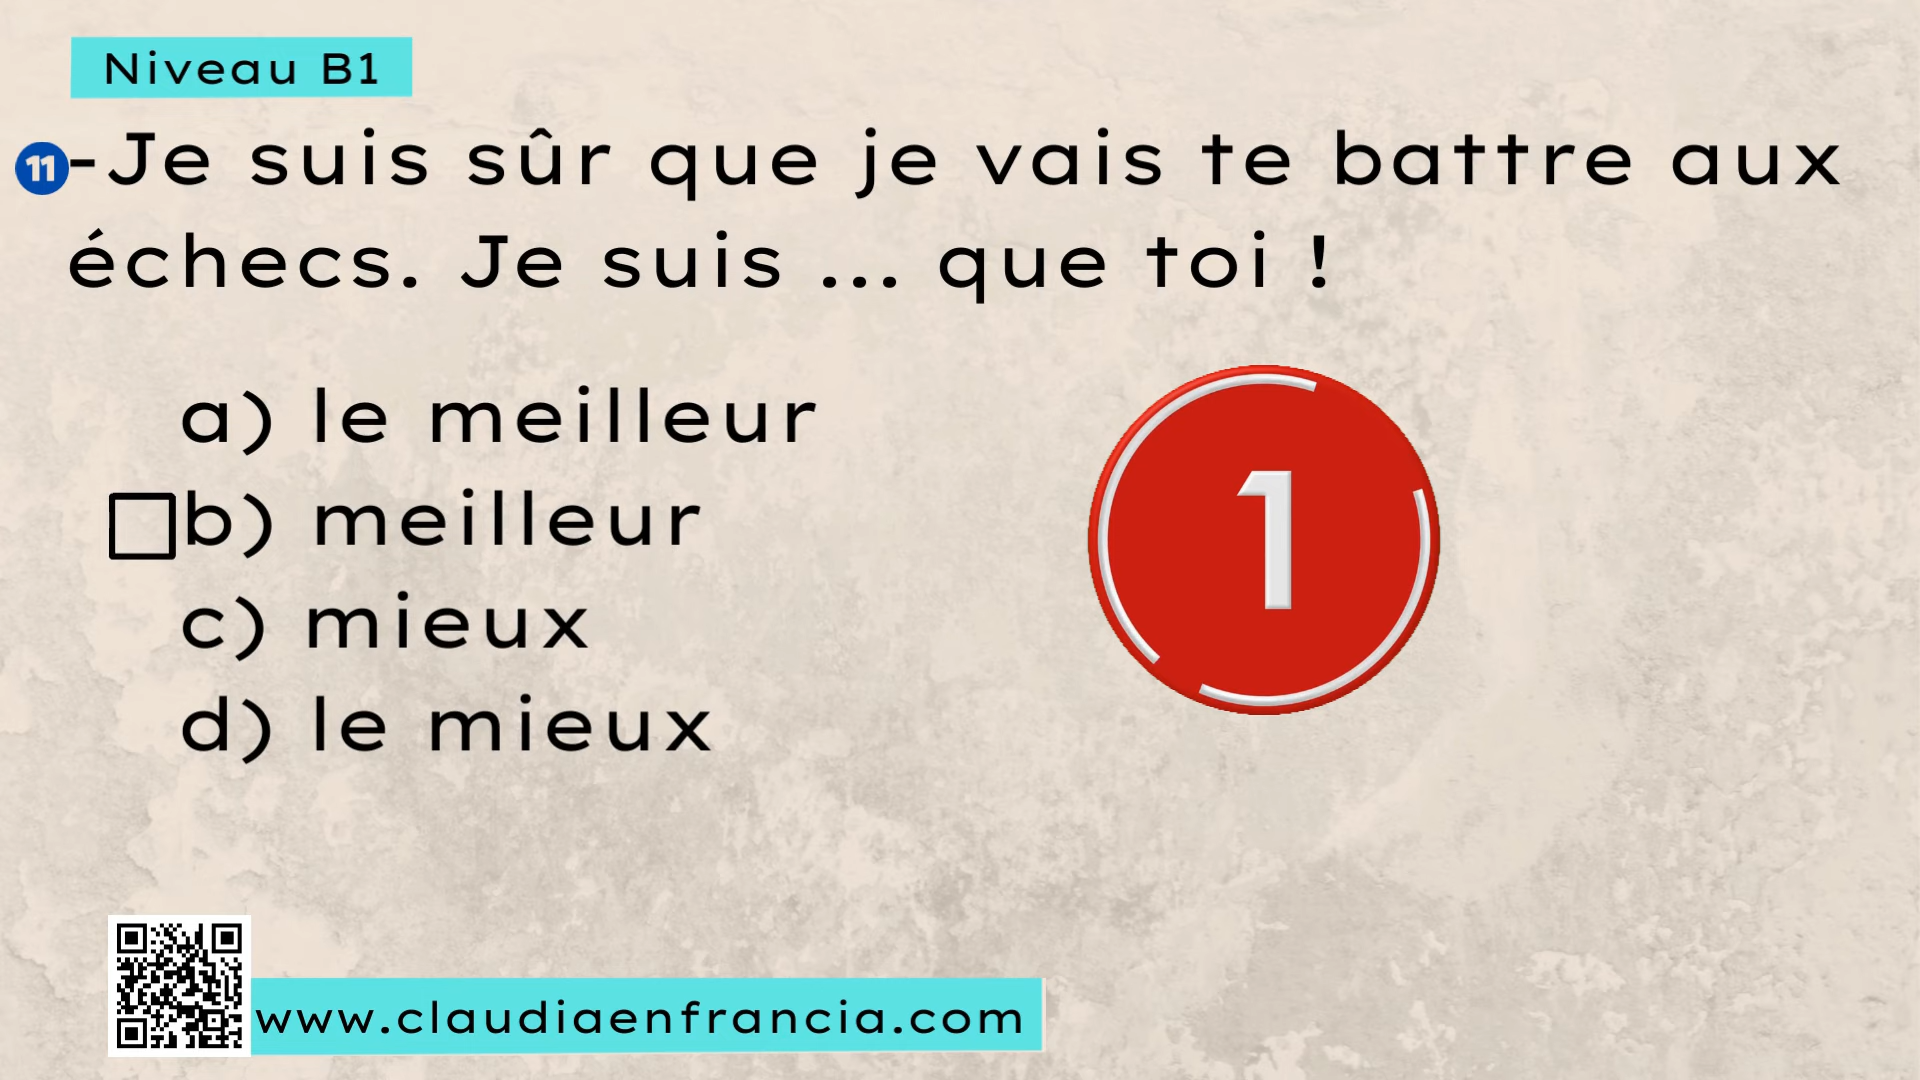 Niveau B1
11-Je suis sûr que je vais te battre aux
échecs. Je suis ... que toi !
a) le meilleur
b) meilleur
c) mieux
d) le mieux
1
www.claudiaenfrancia.com